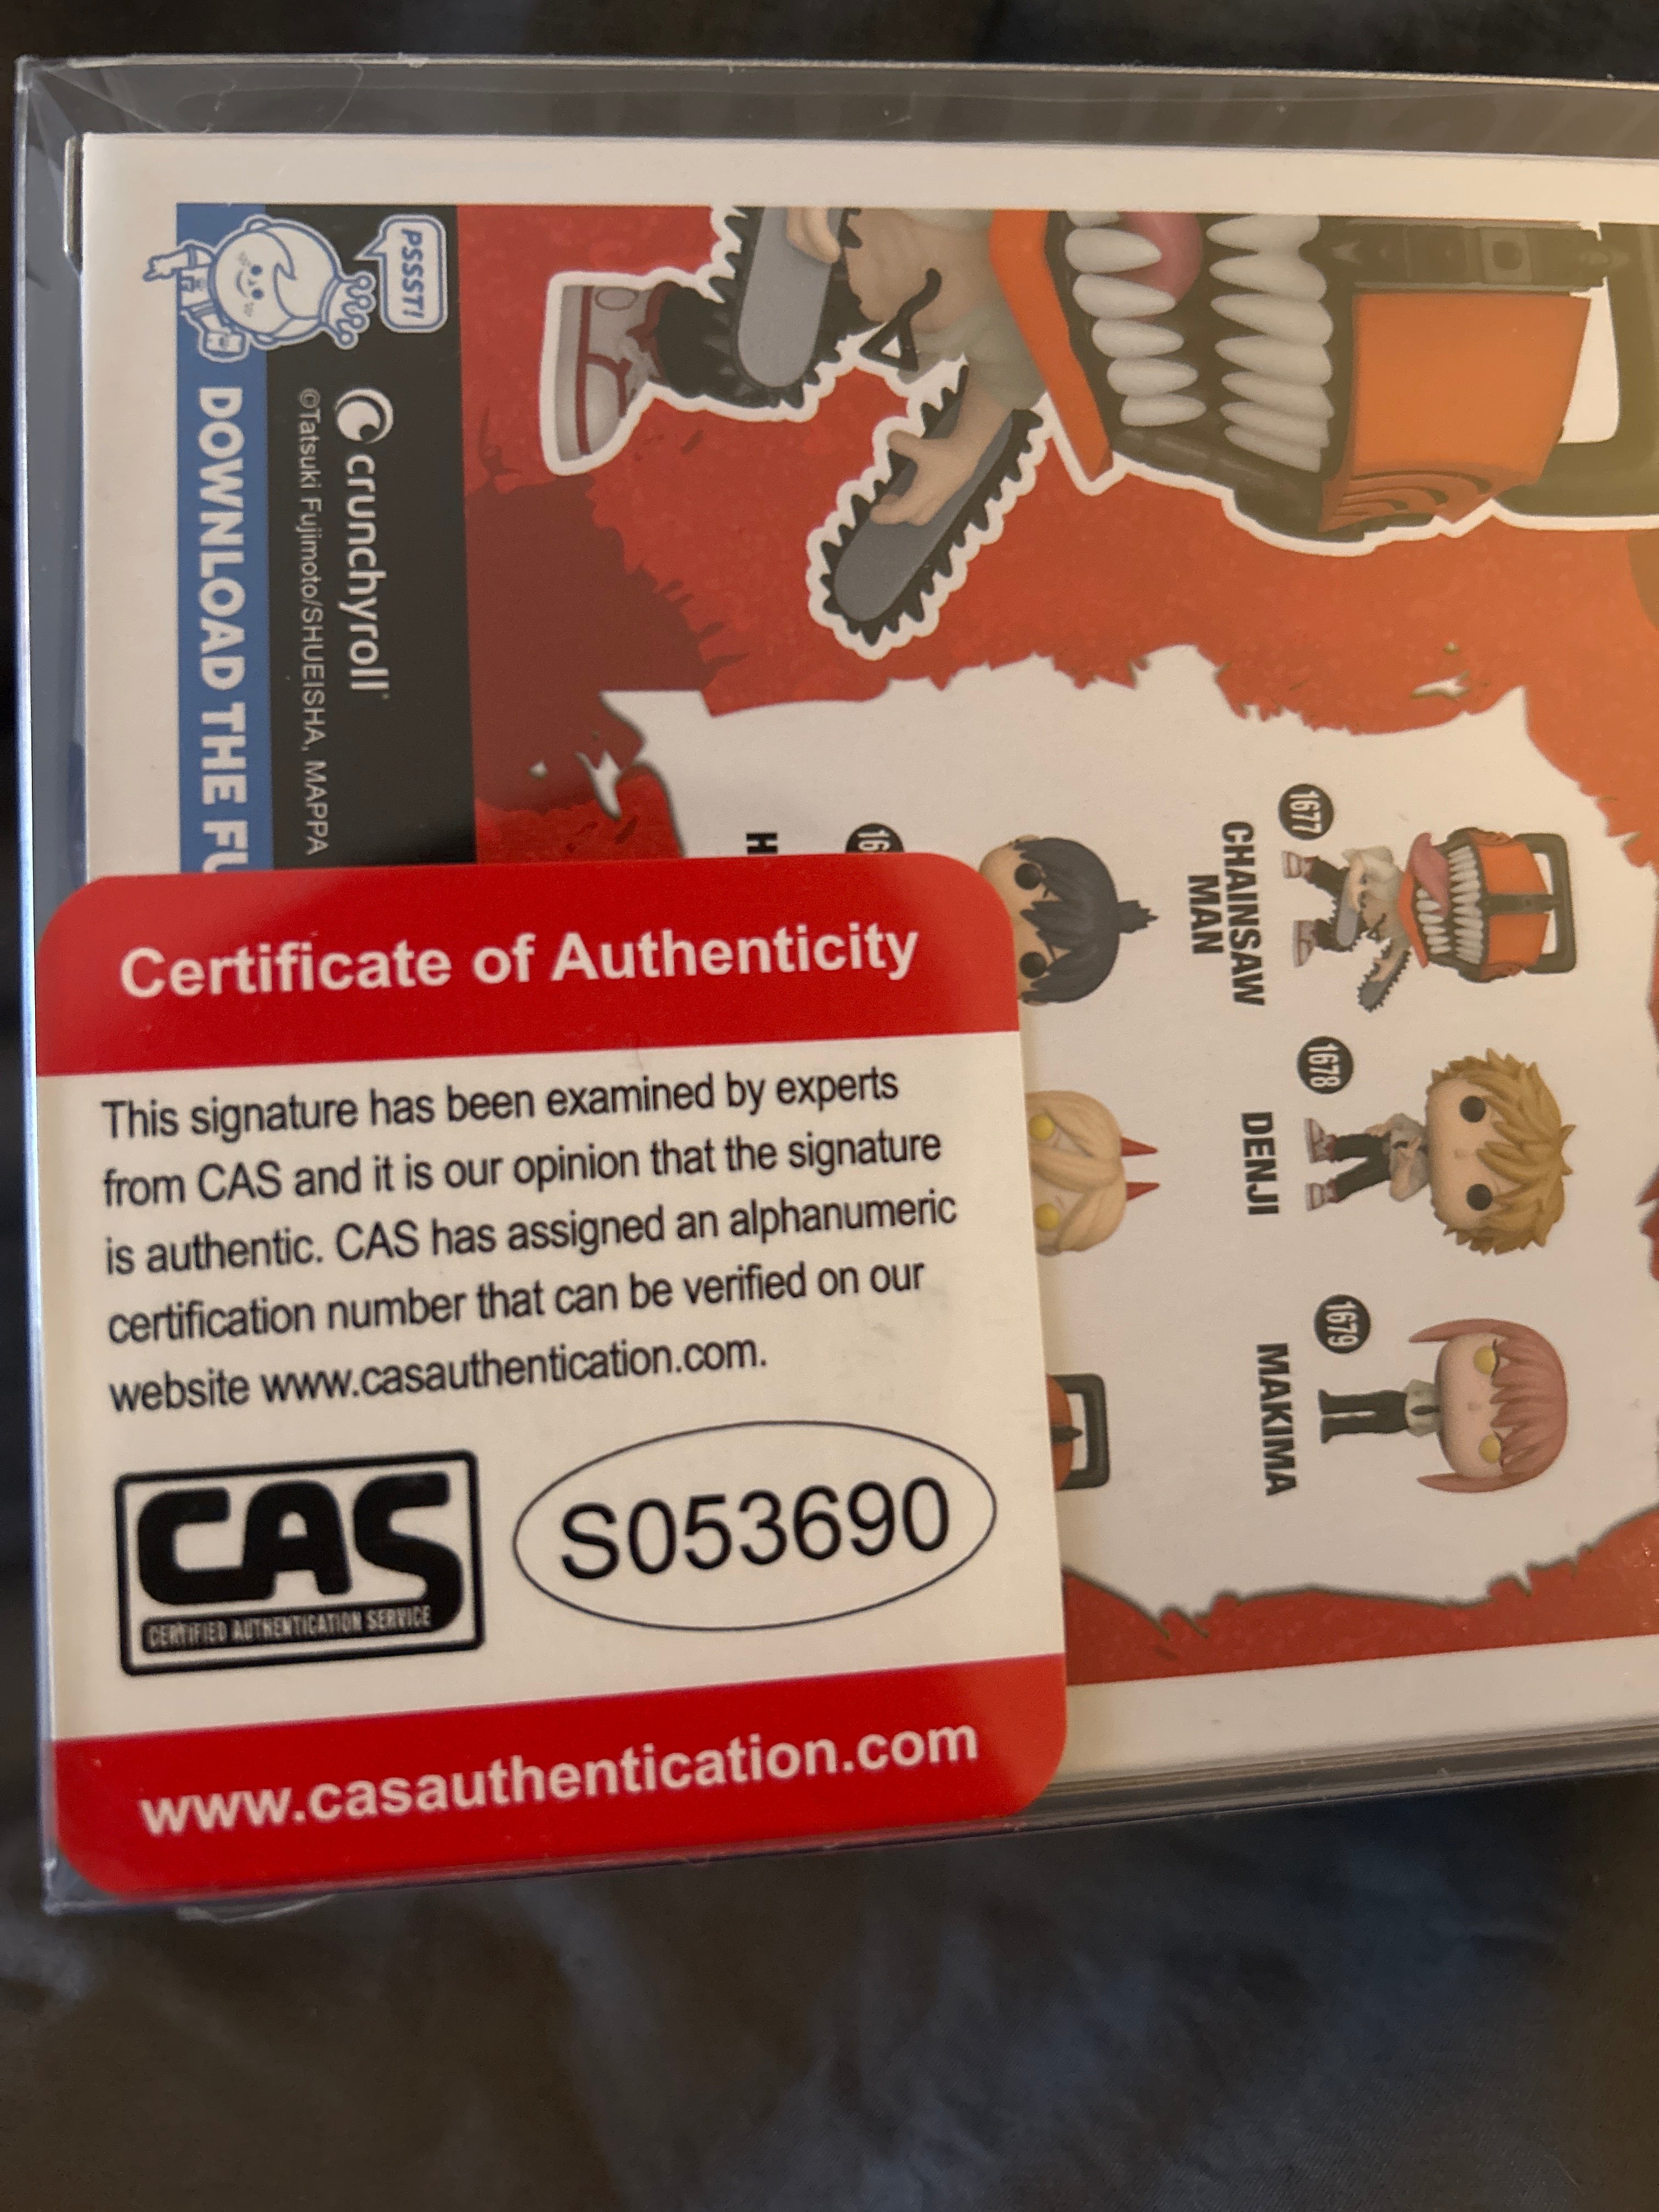 PSSST!
DOWNLOAD THE
crunchyroll
©Tatsuki Fujimoto/SHUEISHA, MAPPA
1677
CHAINSAW
MAN
1678
DENJI
1679
MAKIMA
Certificate of Authenticity
This signature has been examined by experts
from CAS and it is our opinion that the signature
is authentic. CAS has assigned an alphanumeric
certification number that can be verified on our
website www.casauthentication.com.
CAS
CERTIFIED AUTHENTICATION SERVICE
S053690
www.casauthentication.com